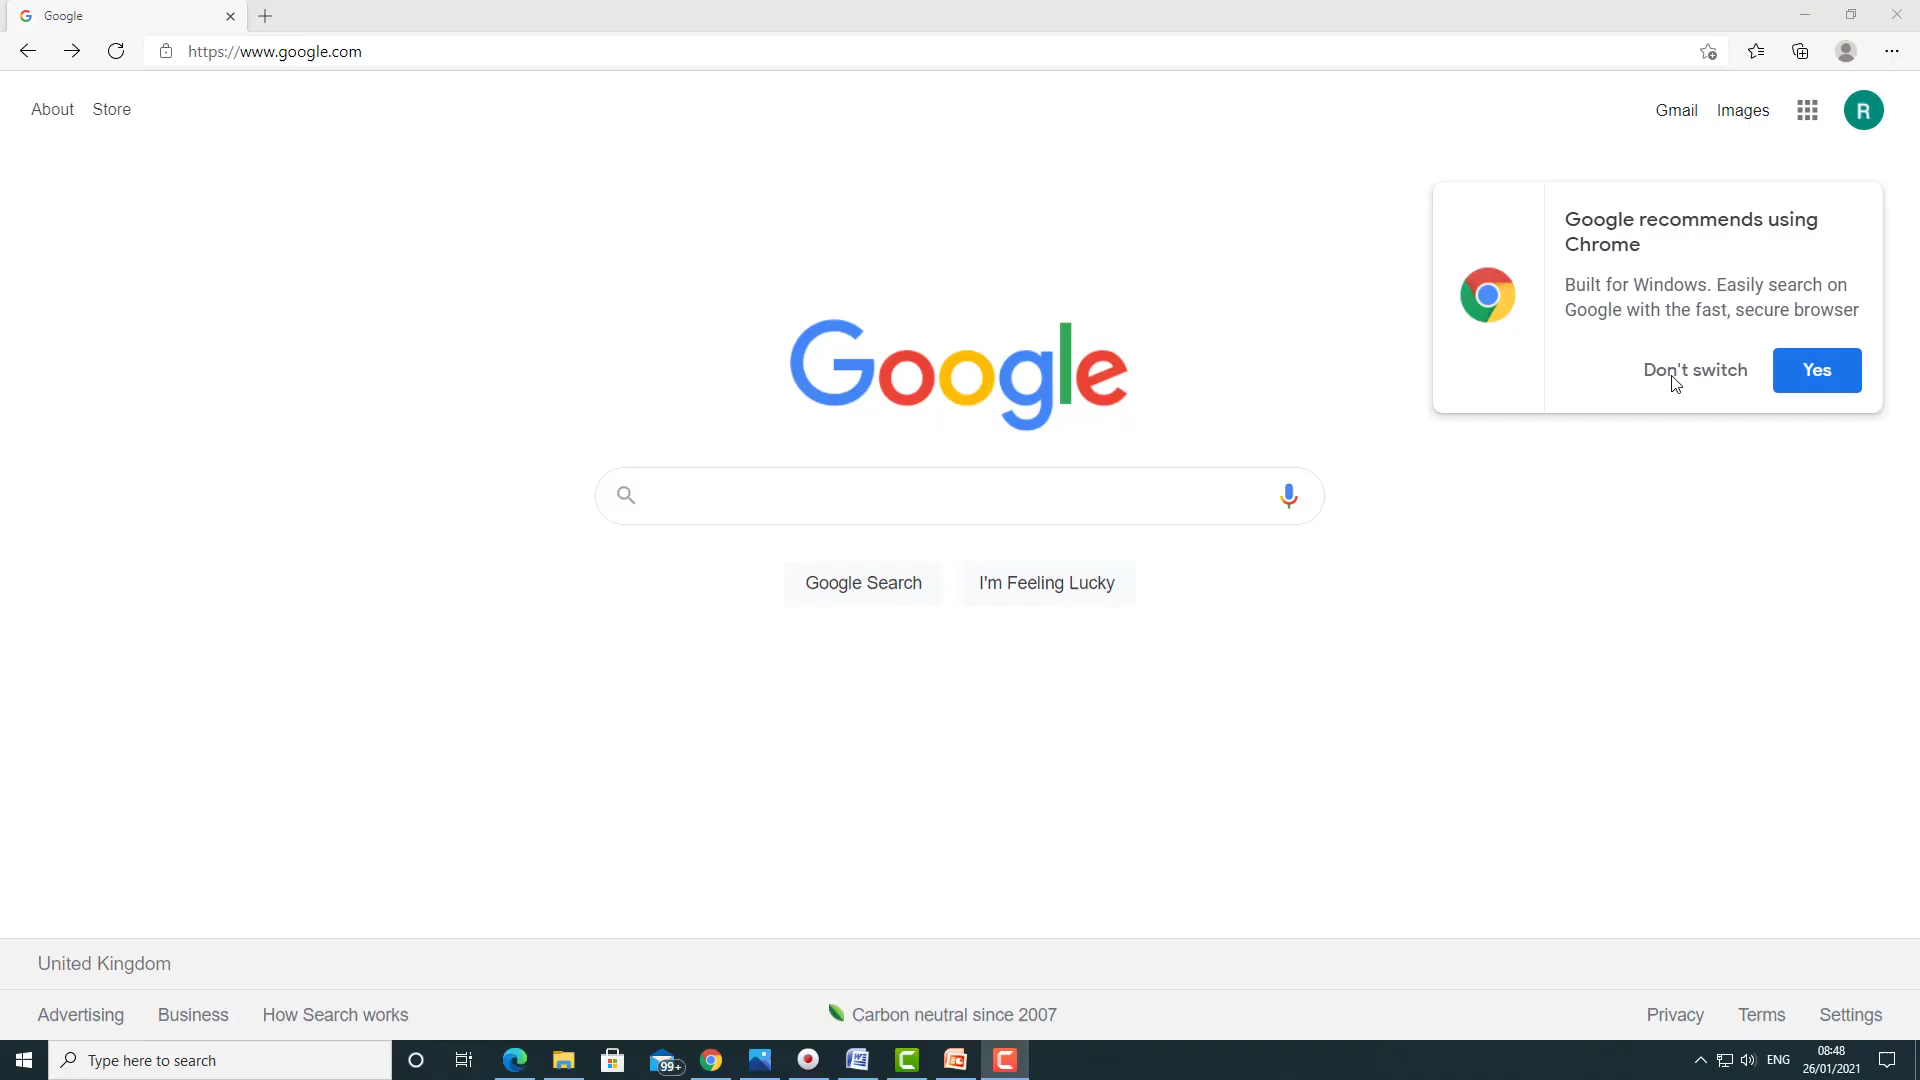 Google
https://www.google.com
About Store
Gmail Images
R
Google recommends using
Chrome
Built for Windows. Easily search on
Google with the fast, secure browser
Don't switch Yes
Google
Google Search I'm Feeling Lucky
United Kingdom
Advertising Business How Search works
Carbon neutral since 2007
Privacy Terms Settings
Type here to search
99+
ENG
08:48
26/01/2021